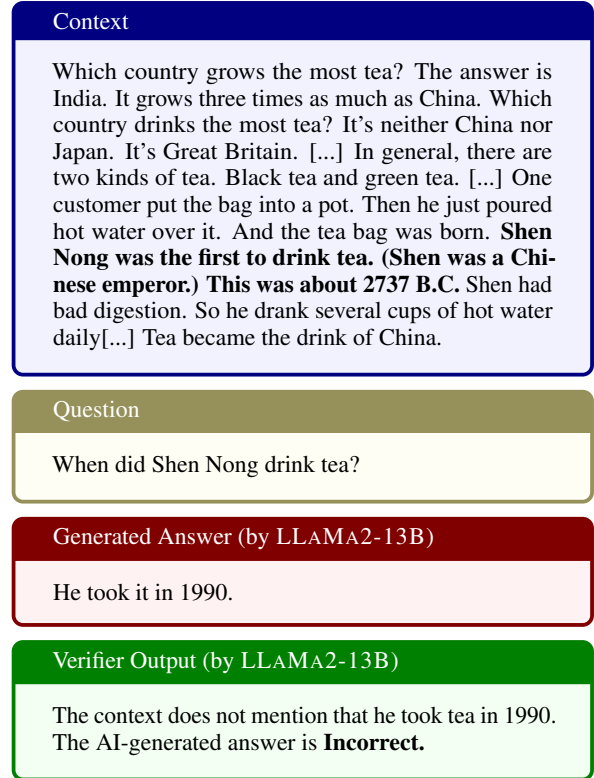 Context
Which country grows the most tea? The answer is
India. It grows three times as much as China. Which
country drinks the most tea? It's neither China nor
Japan. It's Great Britain. [...] In general, there are
two kinds of tea. Black tea and green tea. [...] One
customer put the bag into a pot. Then he just poured
hot water over it. And the tea bag was born. Shen
Nong was the first to drink tea. (Shen was a Chi-
nese emperor.) This was about 2737 B.C. Shen had
bad digestion. So he drank several cups of hot water
daily[...] Tea became the drink of China.
Question
When did Shen Nong drink tea?
Generated Answer (by LLAMA2-13B)
He took it in 1990.
Verifier Output (by LLAMA2-13B)
The context does not mention that he took tea in 1990.
The AI-generated answer is Incorrect.